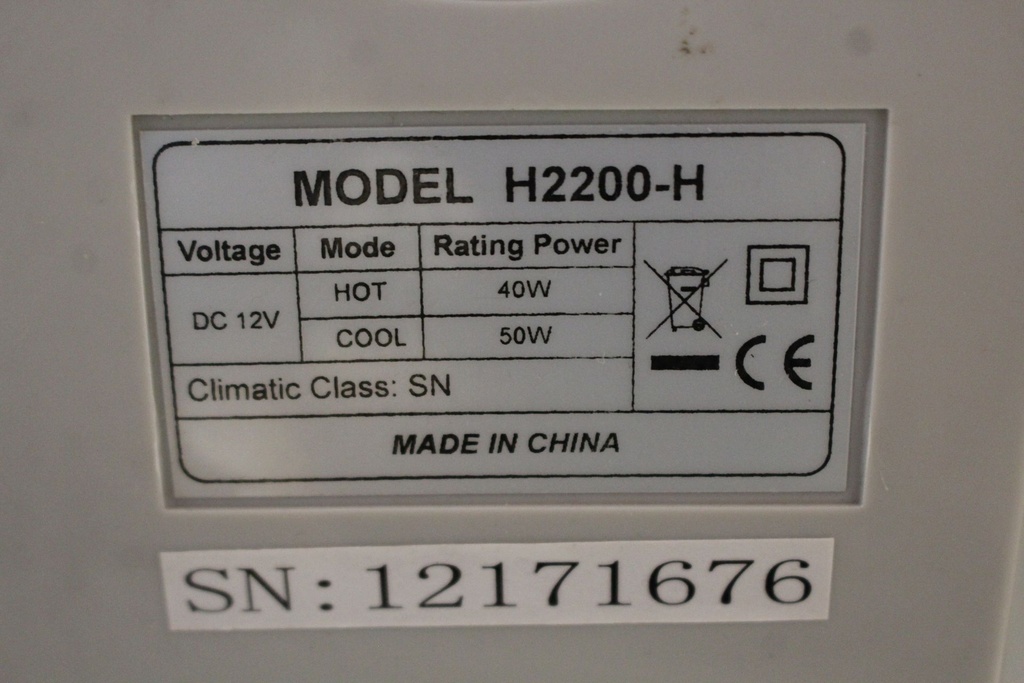 MODEL H2200-H
Voltage Mode Rating Power
DC 12V
HOT 40W
COOL 50W
Climatic Class: SN
CE
MADE IN CHINA
SN:12171676